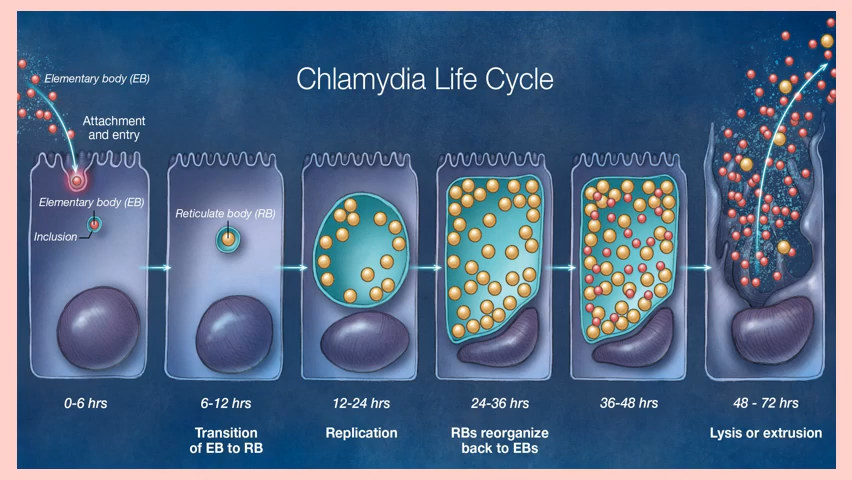 Chlamydia Life Cycle
Elementary body (EB)
Attachment
and entry
Elementary body (EB)
Inclusion
Reticulate body (RB)
0-6 hrs
6-12 hrs
12-24 hrs
24-36 hrs
36-48 hrs
48 - 72 hrs
Transition
of EB to RB
Replication
RBs reorganize
back to EBs
Lysis or extrusion